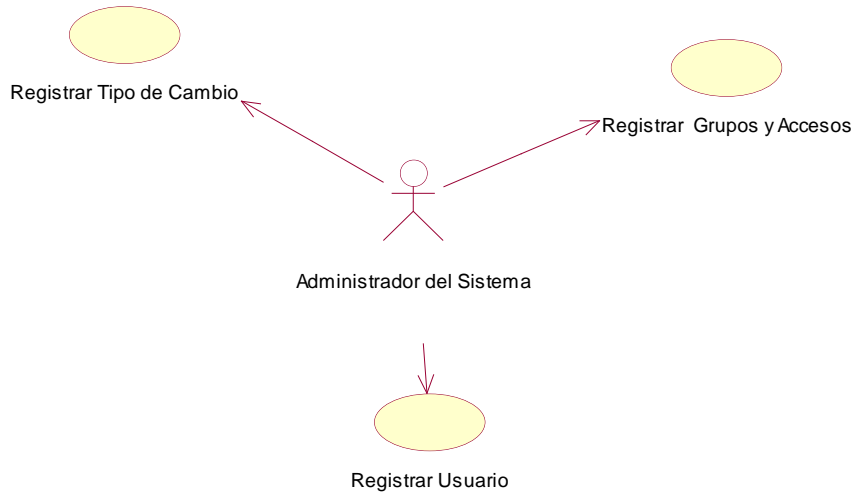 Registrar Tipo de Cambio
Registrar Grupos y Accesos
Administrador del Sistema
Registrar Usuario